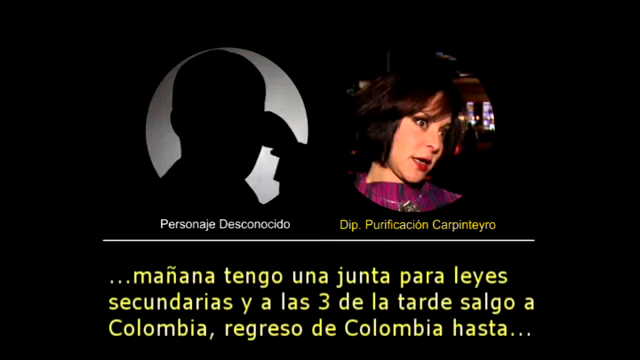 Personaje Desconocido
Dip. Purificación Carpinteyro
...mañana tengo una junta para leyes
secundarias y a las 3 de la tarde salgo a
Colombia, regreso de Colombia hasta...